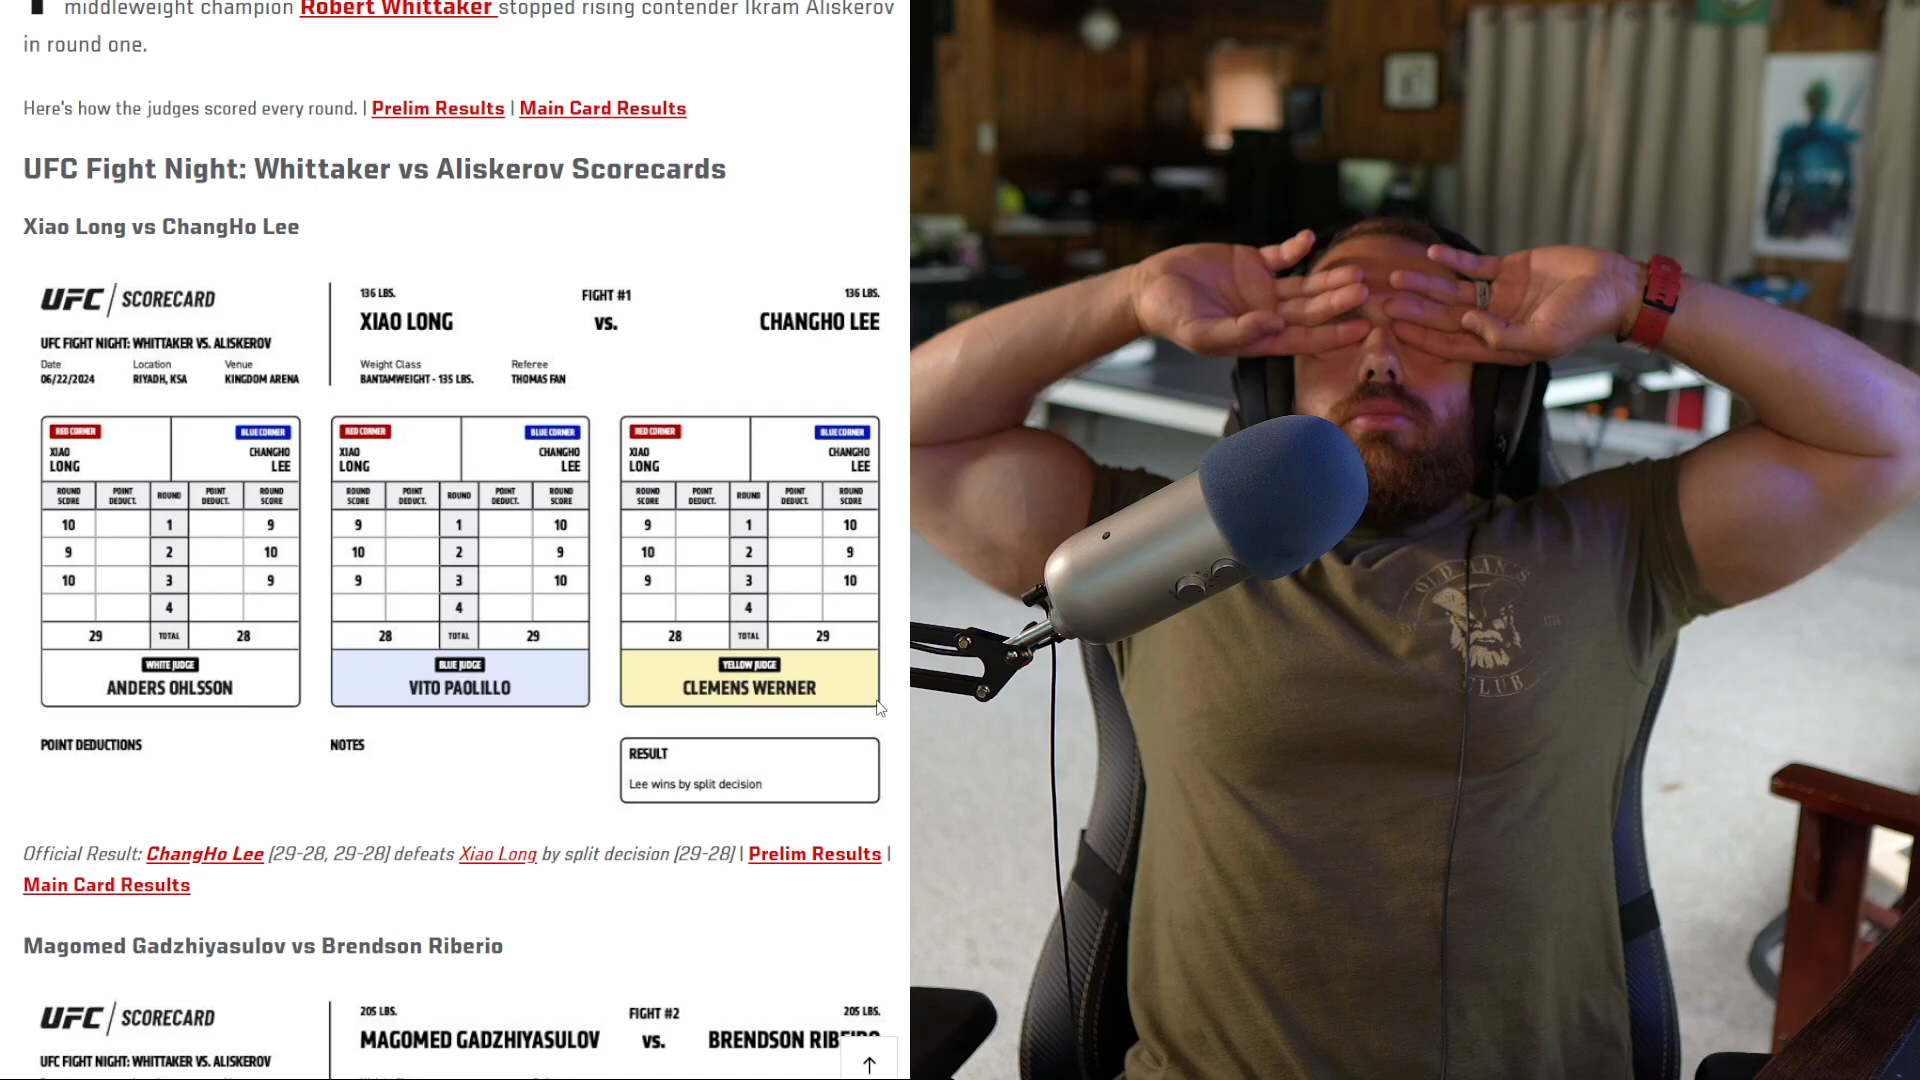 middleweight champion Robert Whittaker stopped rising contender Ikram Aliskerov
in round one.
Here's how the judges scored every round. | Prelim Results | Main Card Results
UFC Fight Night: Whittaker vs Aliskerov Scorecards
Xiao Long vs ChangHo Lee
UFC / SCORECARD
UFC FIGHT NIGHT: WHITTAKER VS. ALISKEROV
Date Location Venue
06/22/2024 RIYADH, KSA KINGDOM ARENA
136 LBS. FIGHT #1 136 LBS.
XIAO LONG VS. CHANGHO LEE
Weight Class Referee
BANTAMWEIGHT - 135 LBS. THOMAS FAN
RED CORNER BLUE CORNER
XIAO LONG CHANGHO LEE
ROUND SCORE POINT DEDUCT. ROUND POINT DEDUCT. ROUND SCORE
10 1 9
9 2 10
10 3 9
4
29 TOTAL 28
WHITE JUDGE
ANDERS OHLSSON
RED CORNER BLUE CORNER
XIAO LONG CHANGHO LEE
ROUND SCORE POINT DEDUCT. ROUND POINT DEDUCT. ROUND SCORE
9 1 10
10 2 9
9 3 10
4
28 TOTAL 29
BLUE JUDGE
VITO PAOLILLO
RED CORNER BLUE CORNER
XIAO LONG CHANGHO LEE
ROUND SCORE POINT DEDUCT. ROUND POINT DEDUCT. ROUND SCORE
9 1 10
10 2 9
9 3 10
4
28 TOTAL 29
YELLOW JUDGE
CLEMENS WERNER
POINT DEDUCTIONS NOTES
RESULT
Lee wins by split decision
Official Result: ChangHo Lee [29-28, 29-28] defeats Xiao Long by split decision [29-28] | Prelim Results |
Main Card Results
Magomed Gadzhiyasulov vs Brendson Riberio
UFC / SCORECARD
UFC FIGHT NIGHT: WHITTAKER VS. ALISKEROV
205 LBS. FIGHT #2 205 LBS.
MAGOMED GADZHIYASULOV VS. BRENDSON
OLD MAN'S
CLUB